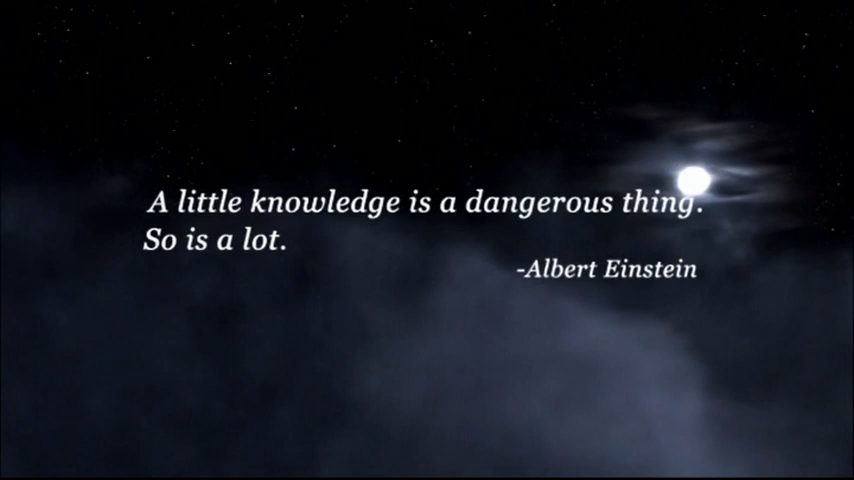 A little knowledge is a dangerous thing.
So is a lot.
-Albert Einstein